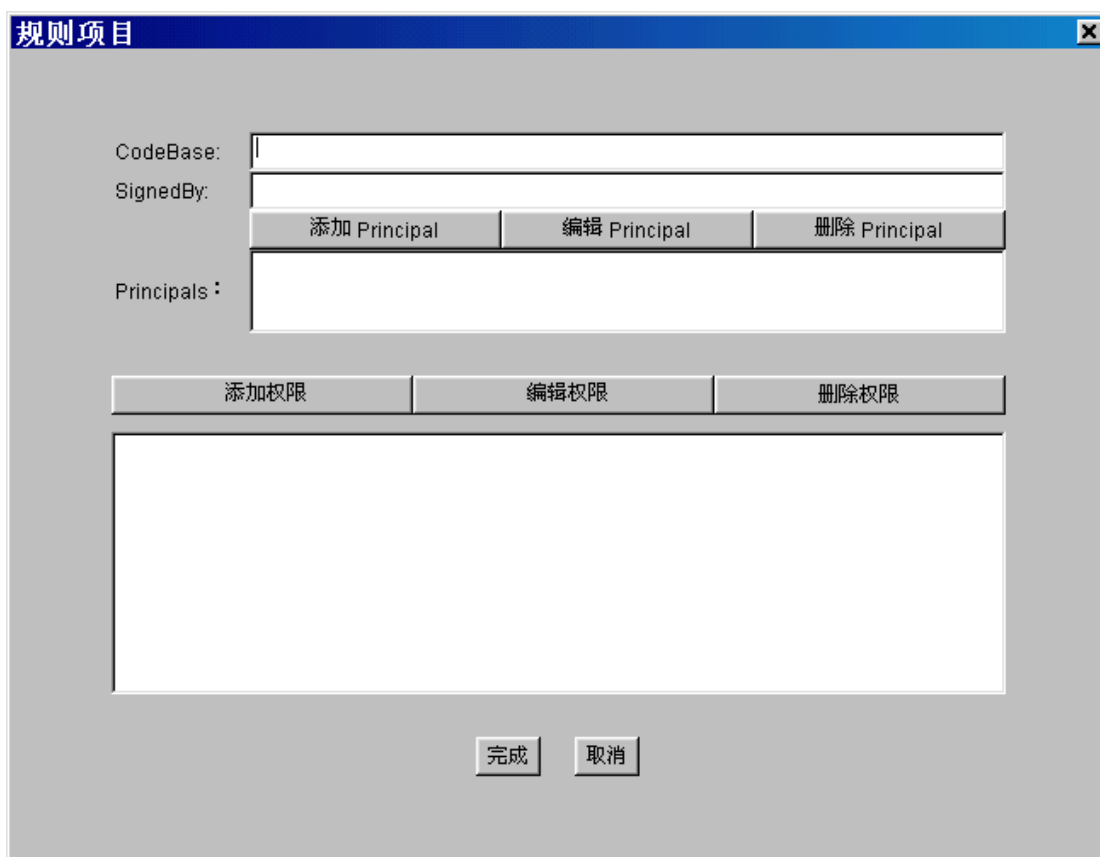 规则项目
CodeBase:
SignedBy:
添加 Principal 编辑 Principal 删除 Principal
Principals：
添加权限 编辑权限 删除权限
完成 取消